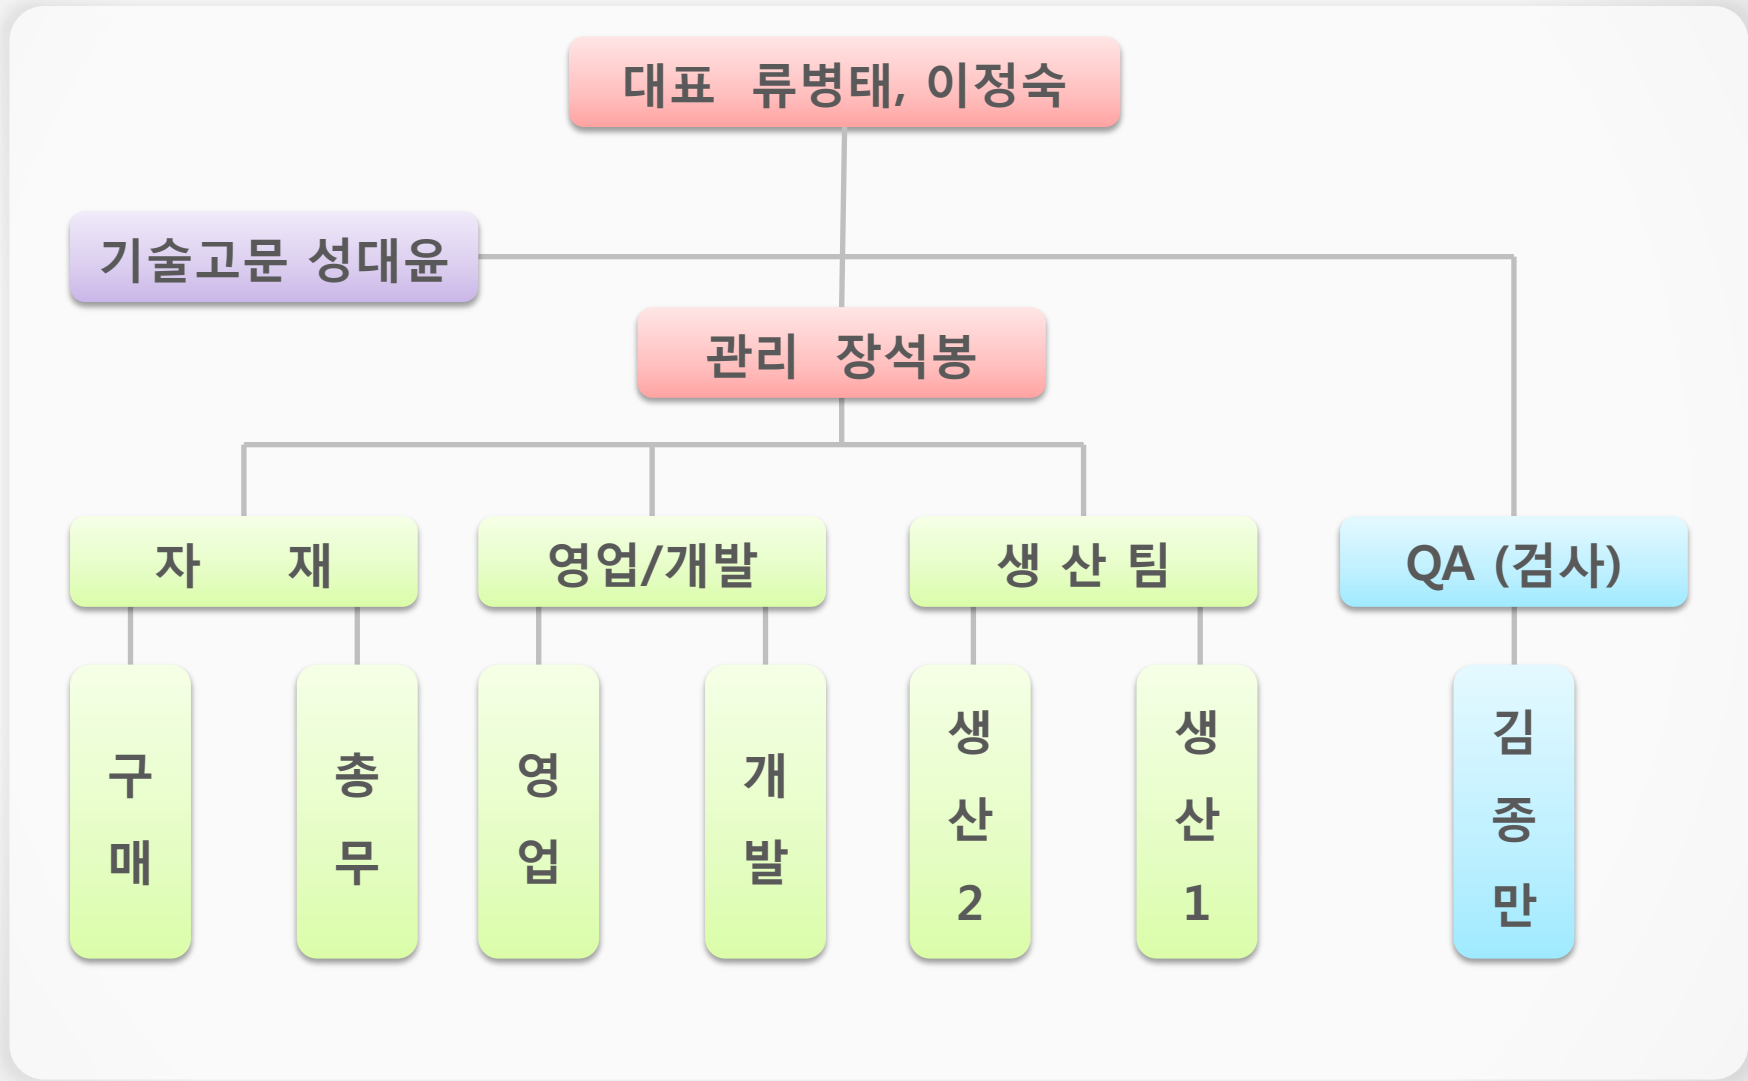 대표 류병태, 이정숙
기술고문 성대윤
관리 장석봉
자 재
영업/개발
생 산 팀
QA (검사)
구
매
총
무
영
업
개
발
생
산
2
생
산
1
김
종
만